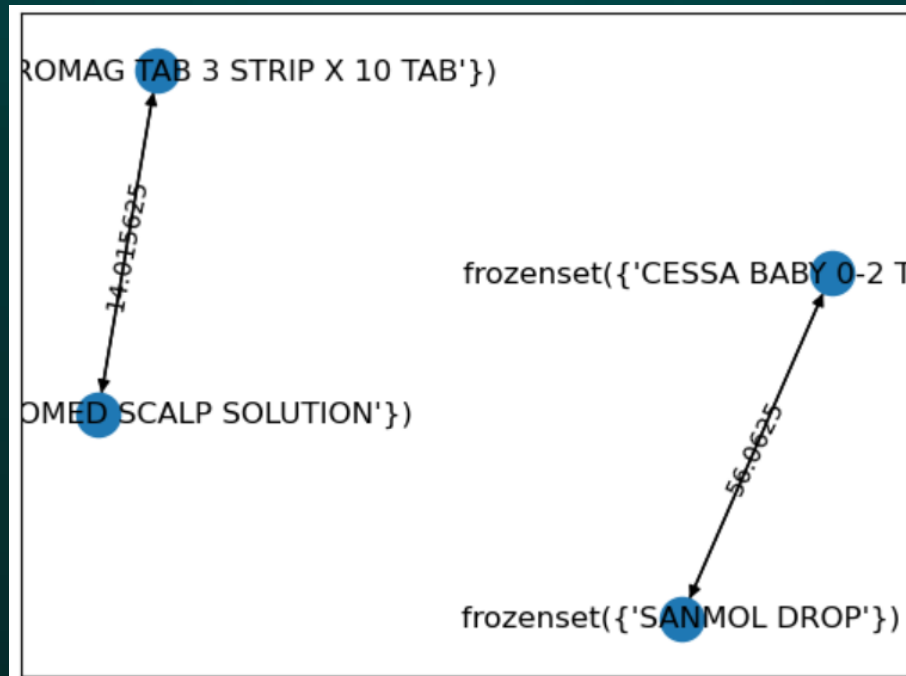 ROMAG TAB 3 STRIP X 10 TAB'})
14.015625
frozenset({'CESSA BABY 0-2 T
OMED SCALP SOLUTION'})
56.0625
frozenset({'SANMOL DROP'})